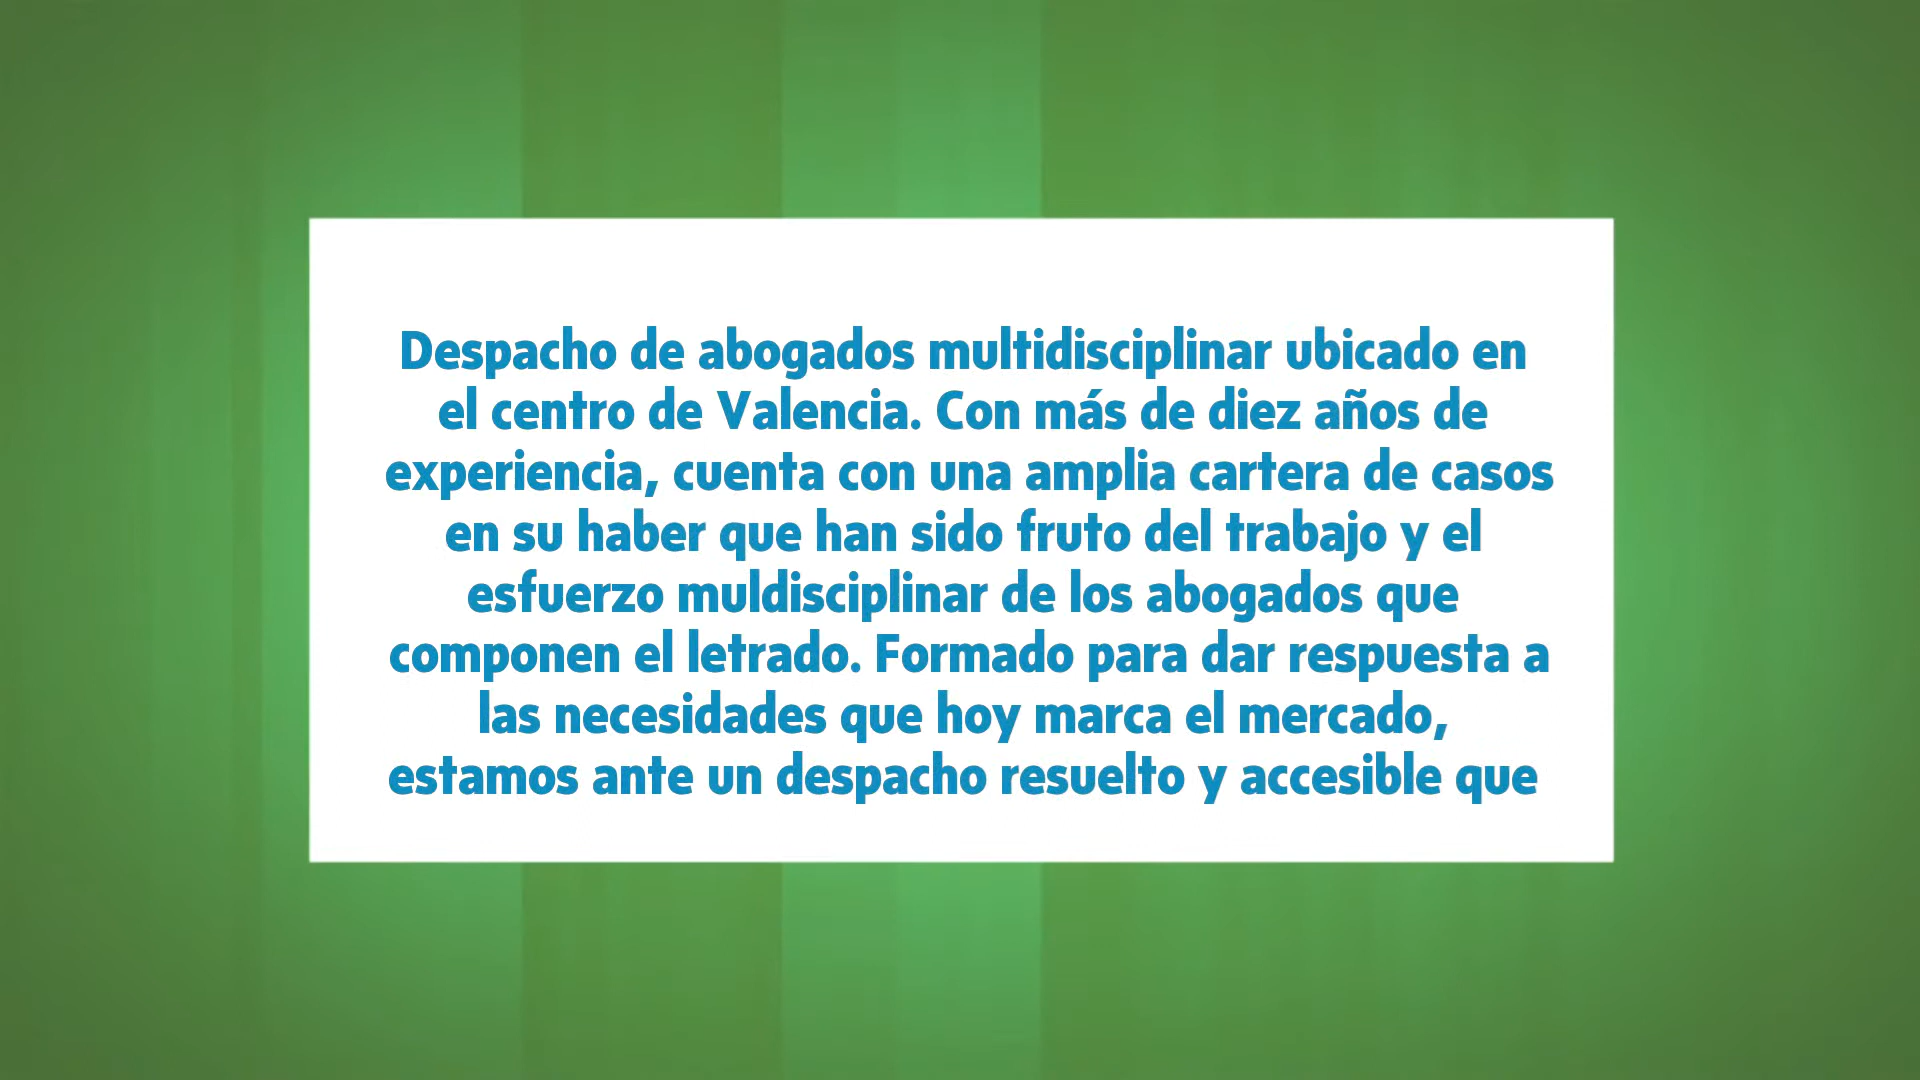 Despacho de abogados multidisciplinar ubicado en
el centro de Valencia. Con más de diez años de
experiencia, cuenta con una amplia cartera de casos
en su haber que han sido fruto del trabajo y el
esfuerzo muldisciplinar de los abogados que
componen el letrado. Formado para dar respuesta a
las necesidades que hoy marca el mercado,
estamos ante un despacho resuelto y accesible que